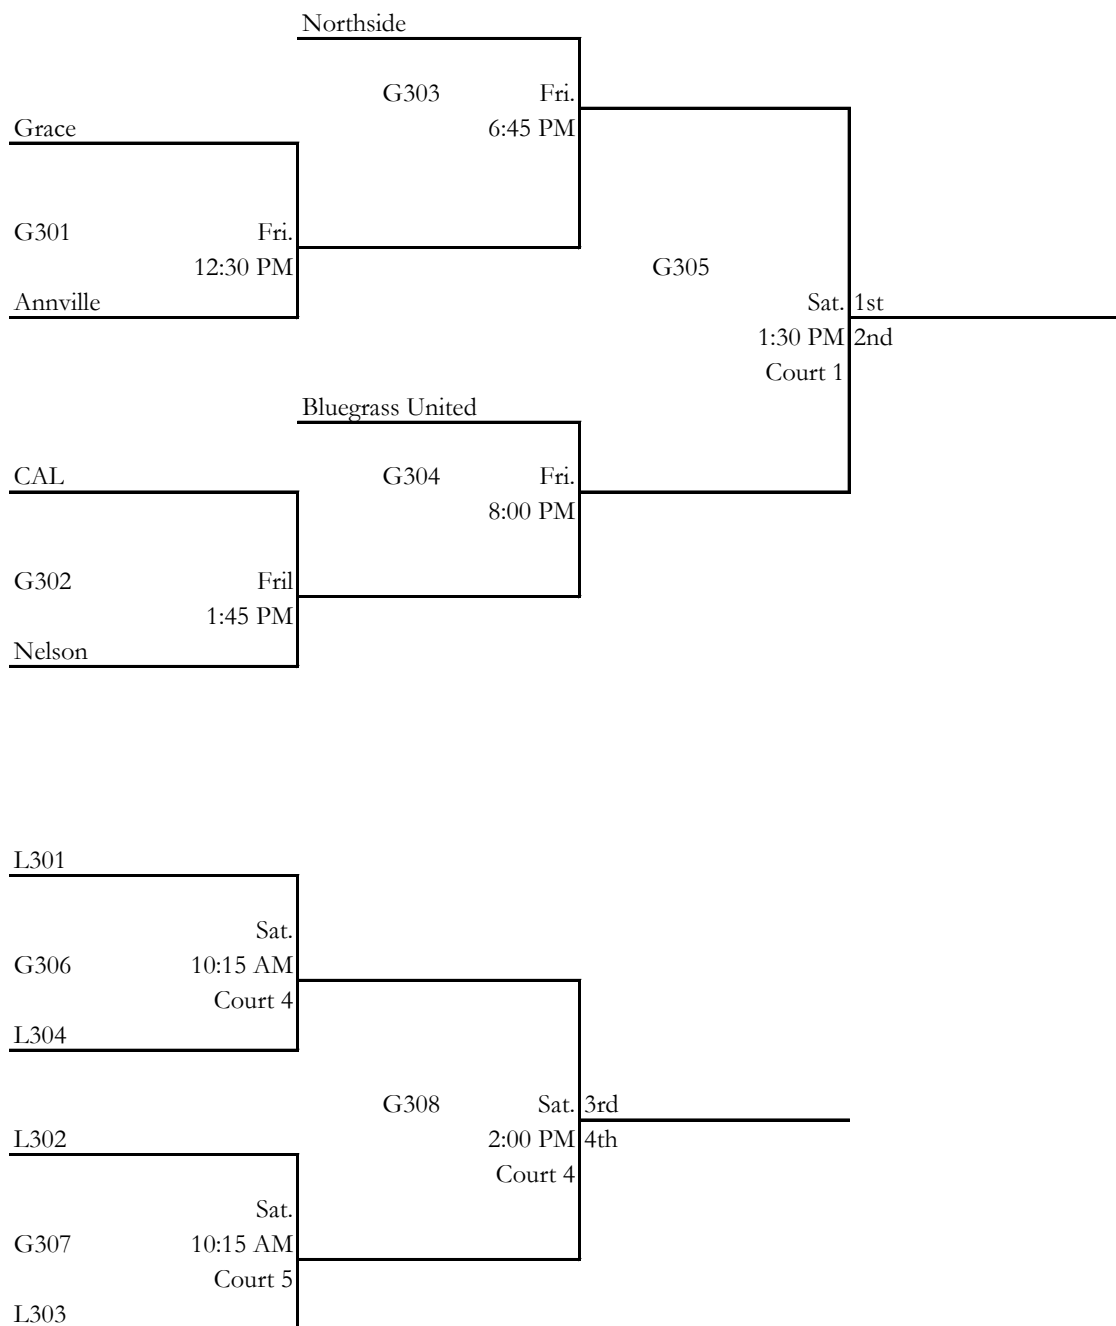 Northside
G303 Fri.
6:45 PM
Grace
G301 Fri.
12:30 PM
Annville
G305
Sat. 1st
1:30 PM 2nd
Court 1
Bluegrass United
CAL
G304 Fri.
8:00 PM
G302 Fril
1:45 PM
Nelson
L301
Sat.
G306 10:15 AM
Court 4
L304
G308 Sat. 3rd
2:00 PM 4th
Court 4
L302
Sat.
G307 10:15 AM
Court 5
L303